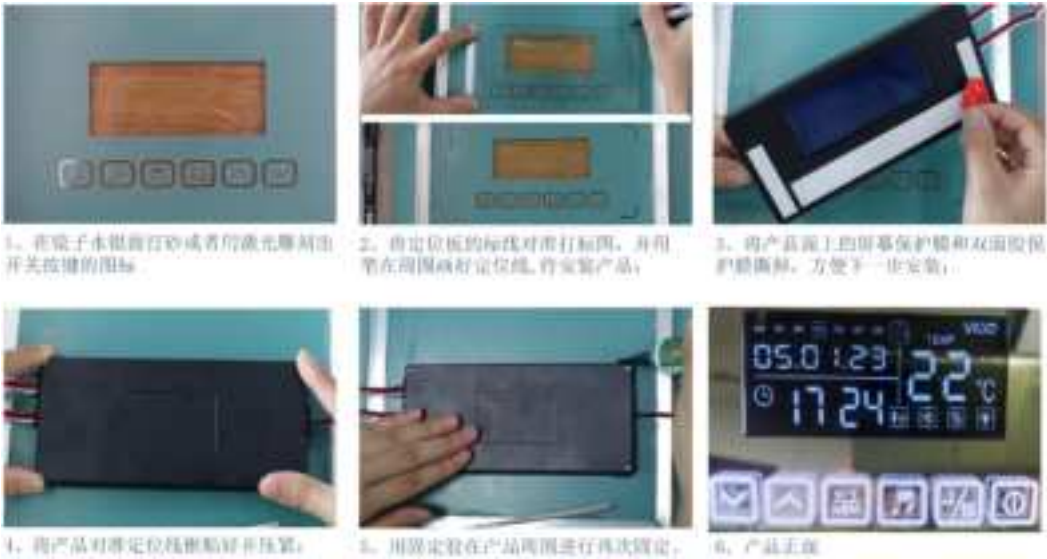 1、在镜子水银面打砂或者用激光雕刻出
开关按键的图标
2、将定位板的标线对准打标图，并用
笔在周围画好定位线，待安装产品；
3、将产品面上的屏幕保护膜和双面胶保
护膜撕掉，方便下一步安装；
TEMP
05.01.23
22℃
17 24
4、将产品对准定位线粘贴好并压紧；
5、用固定胶在产品周围进行再次固定。
6、产品正面